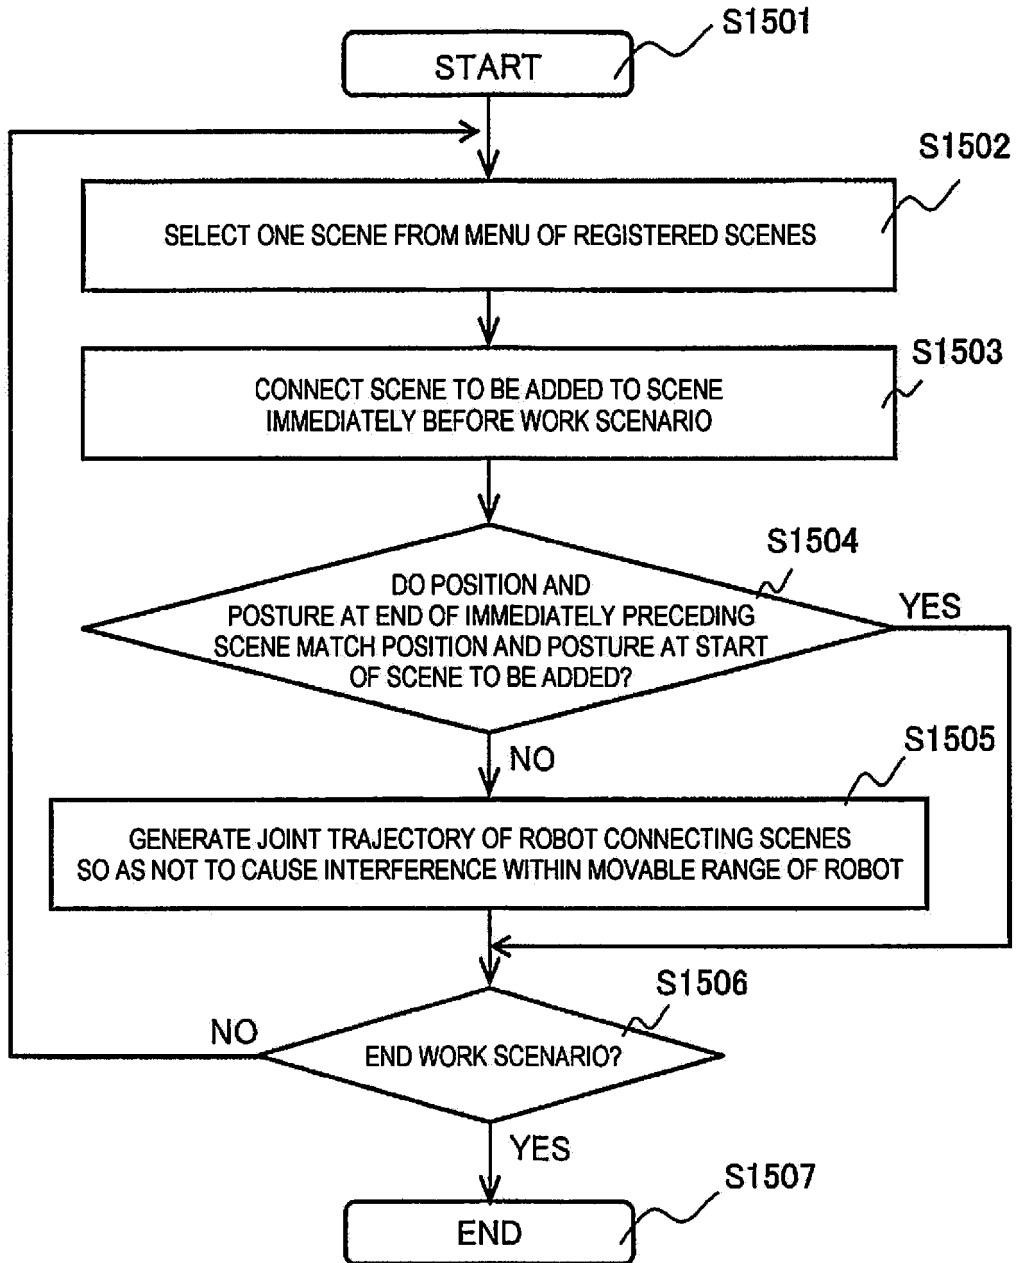 S1501
START
S1502
SELECT ONE SCENE FROM MENU OF REGISTERED SCENES
S1503
CONNECT SCENE TO BE ADDED TO SCENE
IMMEDIATELY BEFORE WORK SCENARIO
S1504
DO POSITION AND
POSTURE AT END OF IMMEDIATELY PRECEDING
SCENE MATCH POSITION AND POSTURE AT START
OF SCENE TO BE ADDED?
YES
NO
S1505
GENERATE JOINT TRAJECTORY OF ROBOT CONNECTING SCENES
SO AS NOT TO CAUSE INTERFERENCE WITHIN MOVABLE RANGE OF ROBOT
S1506
NO
END WORK SCENARIO?
YES
S1507
END